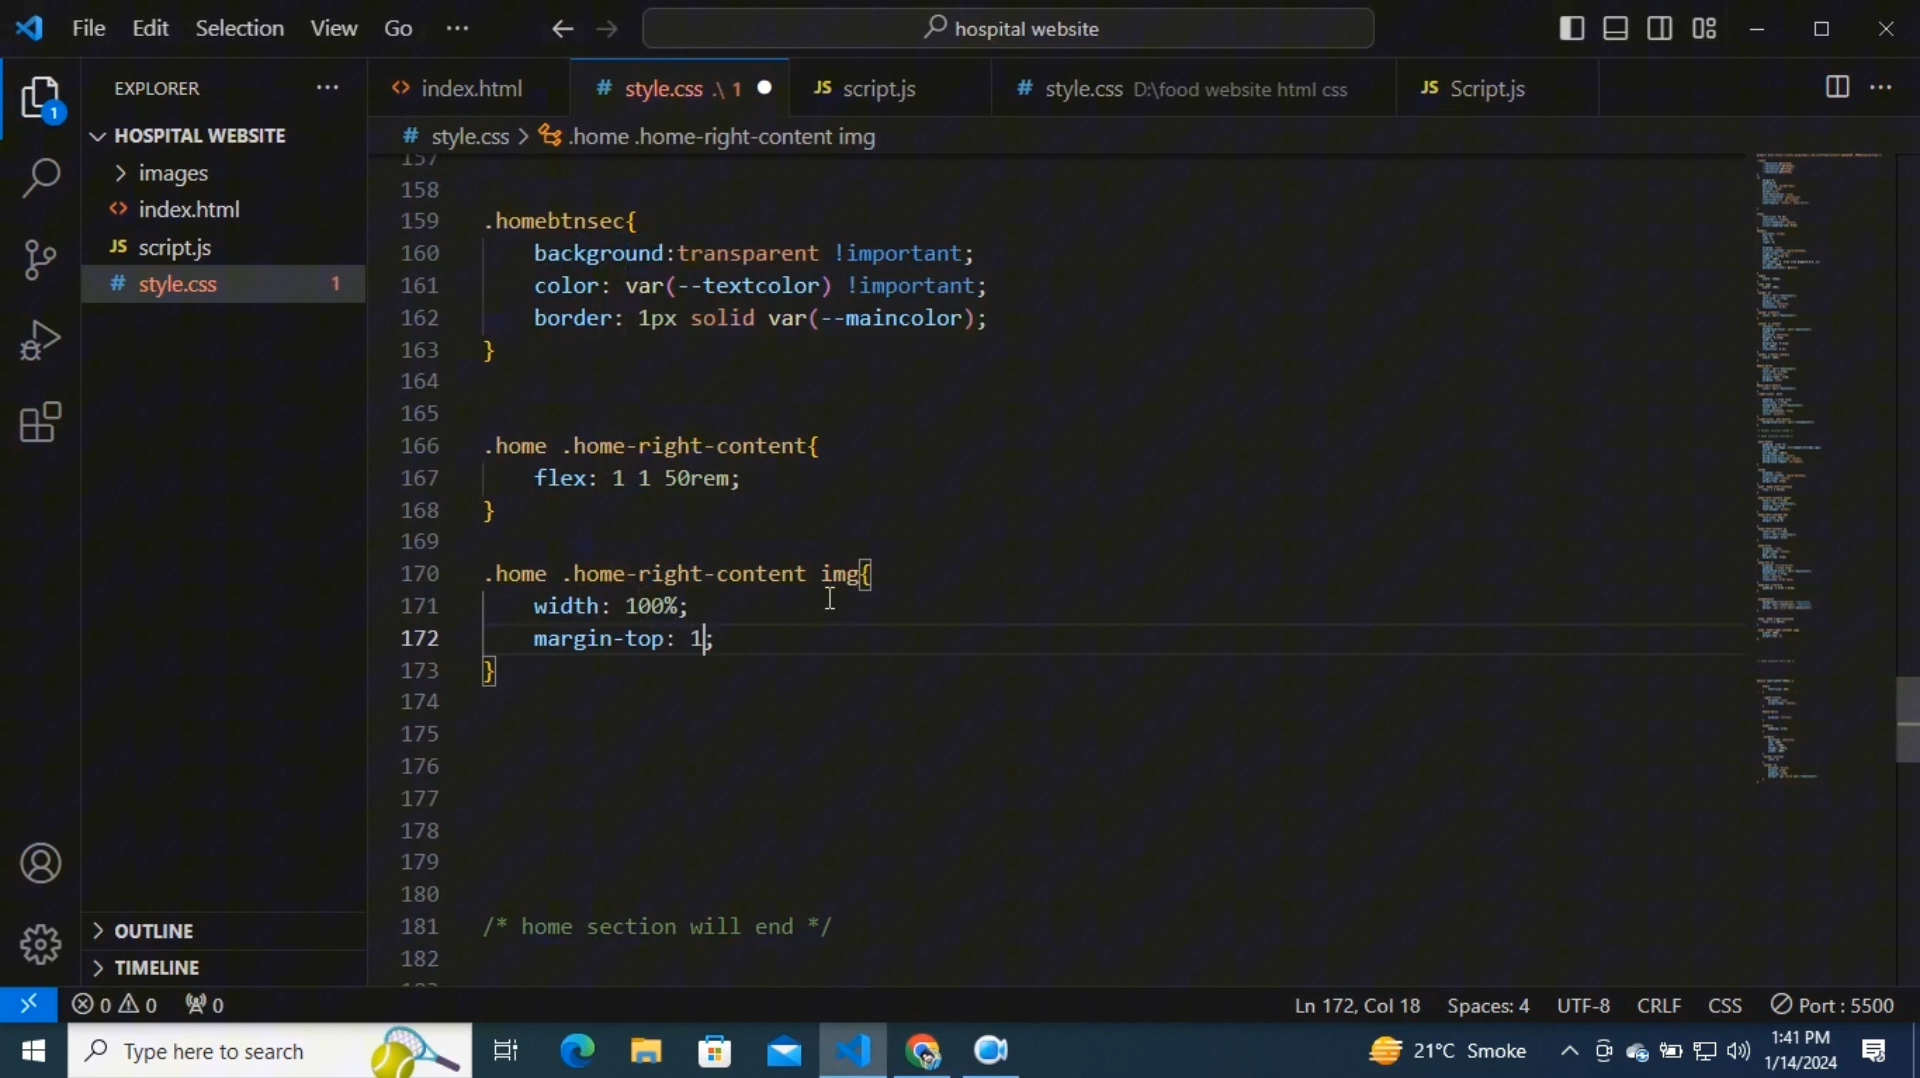 File Edit Selection View Go ··· hospital website
EXPLORER ···
index.html
style.css .\ 1
script.js
style.css D:\food website html css
Script.js
HOSPITAL WEBSITE
images
index.html
script.js
style.css 1
style.css > .home .home-right-content img
157
158
159 .homebtnsec{
160 background:transparent !important;
161 color: var(--textcolor) !important;
162 border: 1px solid var(--maincolor);
163 }
164
165
166 .home .home-right-content{
167 flex: 1 1 50rem;
168 }
169
170 .home .home-right-content img{
171 width: 100%;
172 margin-top: 1;
173 }
174
175
176
177
178
179
180
181 /* home section will end */
182
OUTLINE
TIMELINE
0 0 0 Ln 172, Col 18 Spaces: 4 UTF-8 CRLF CSS Port : 5500
Type here to search 21°C Smoke 1:41 PM
1/14/2024